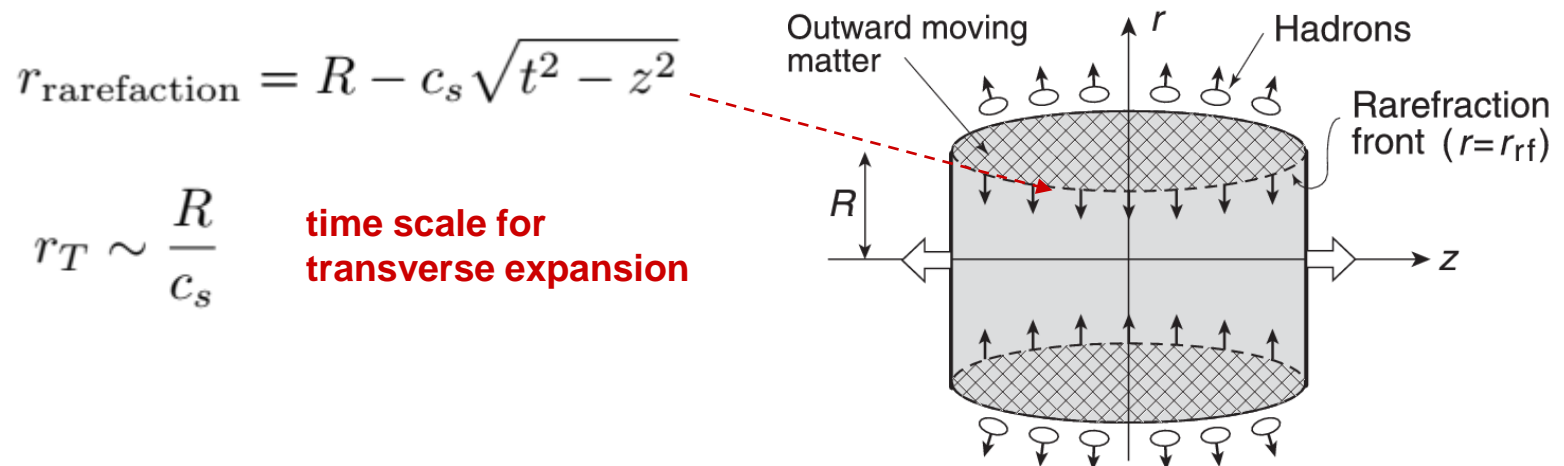 r_rarefaction = R − c_s√(t² − z²)
r_T ∼ R/c_s
time scale for
transverse expansion
Outward moving
matter
r
Hadrons
Rarefraction
front (r=r_rf)
R
z